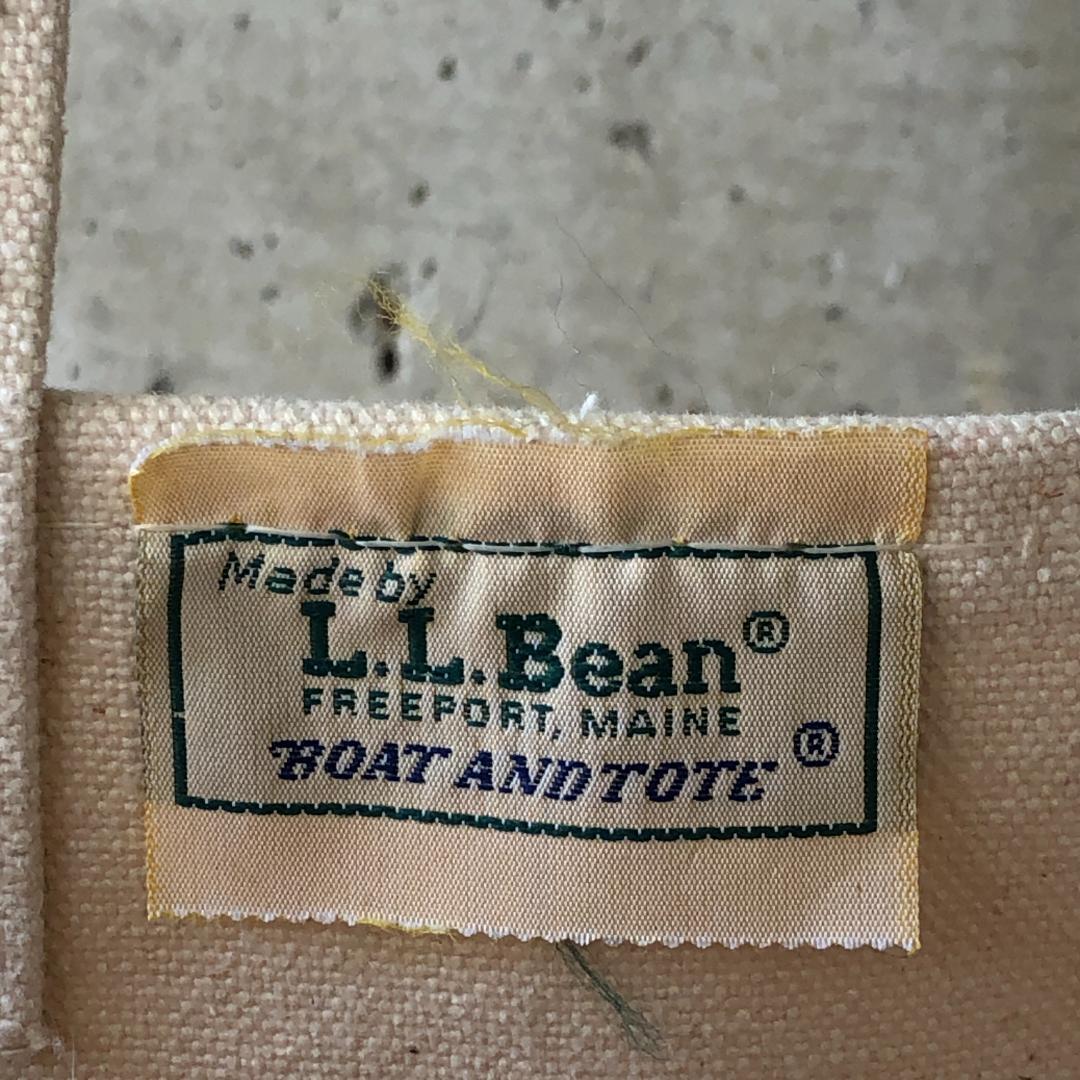 Made by
L.L.Bean®
FREEPORT, MAINE
BOAT AND TOTE ®